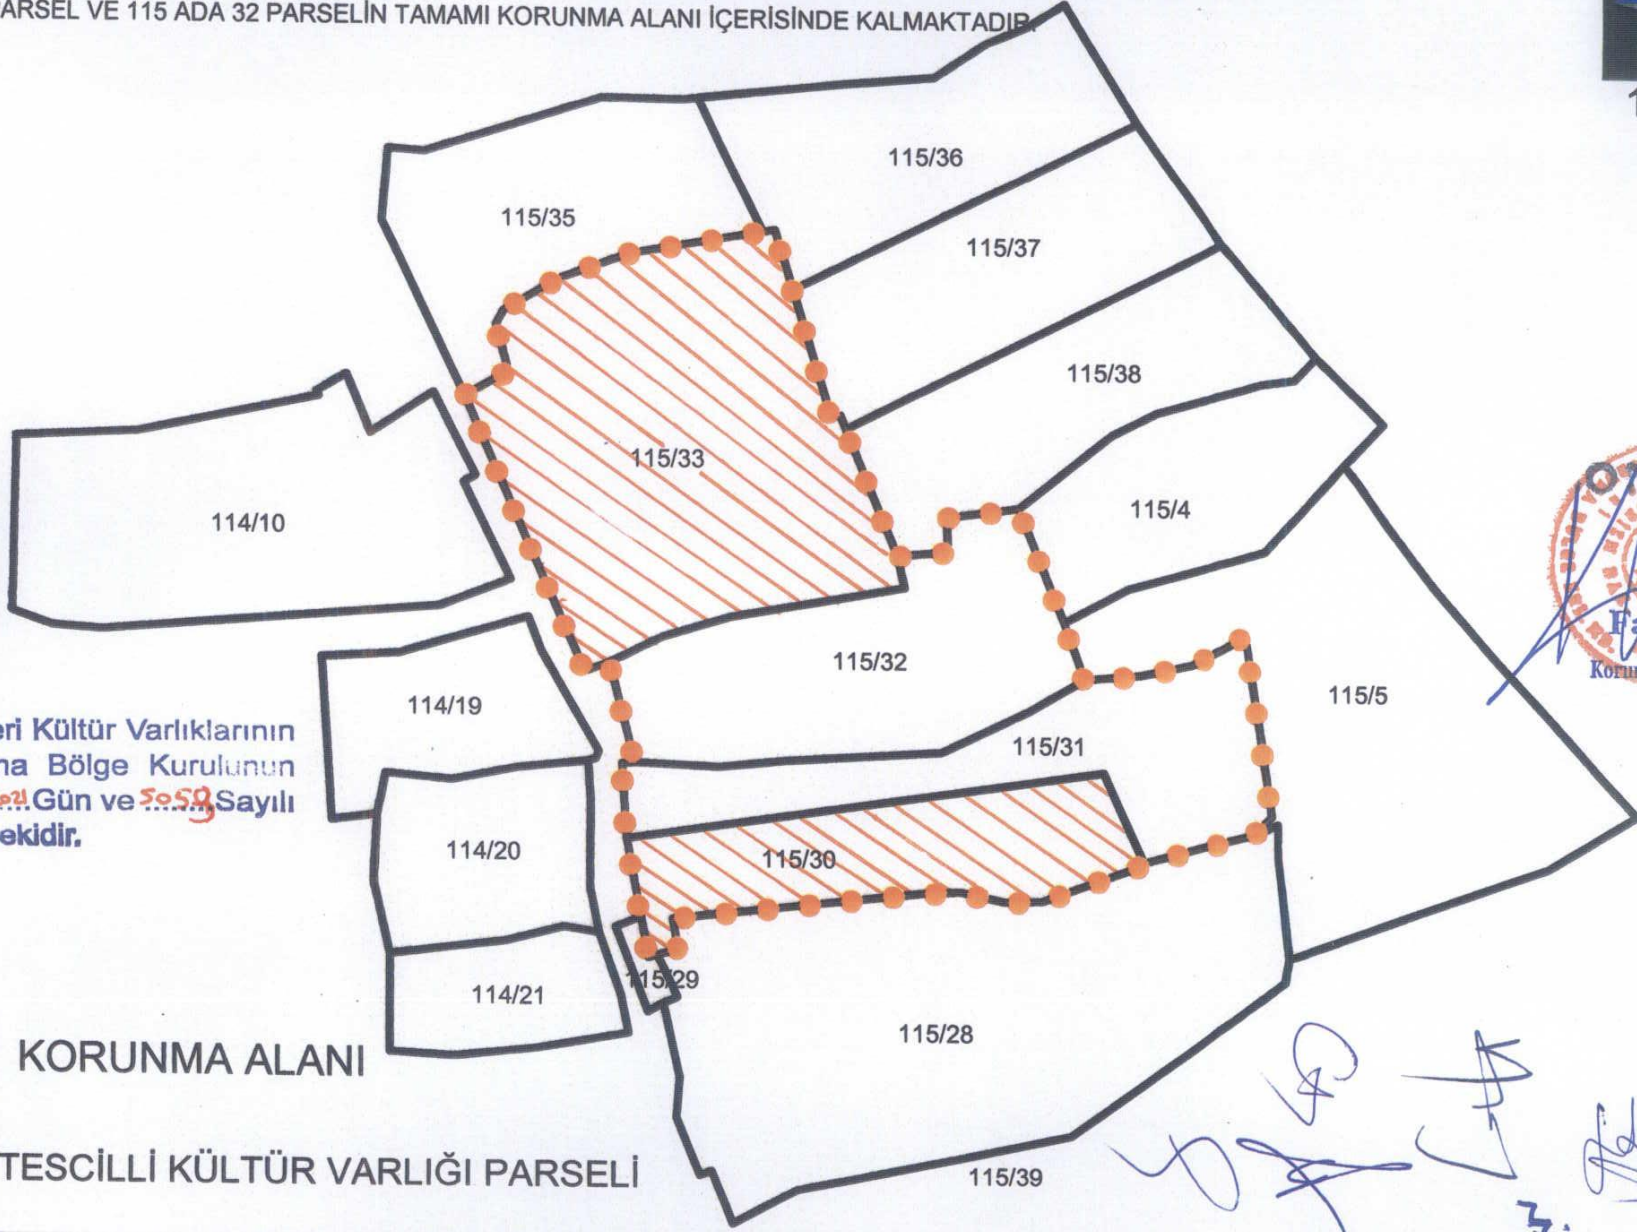 PARSEL VE 115 ADA 32 PARSELİN TAMAMI KORUNMA ALANI İÇERİSİNDE KALMAKTADIR.
115/36
115/35
115/37
115/38
115/33
114/10
115/4
115/32
115/5
114/19
115/31
Kültür Varlıklarının
Bölge Kurulunun
Gün ve 5059 Sayılı
ekidir.
114/20
115/30
115/29
114/21
115/28
KORUNMA ALANI
TESCİLLİ KÜLTÜR VARLIĞI PARSELİ
115/39